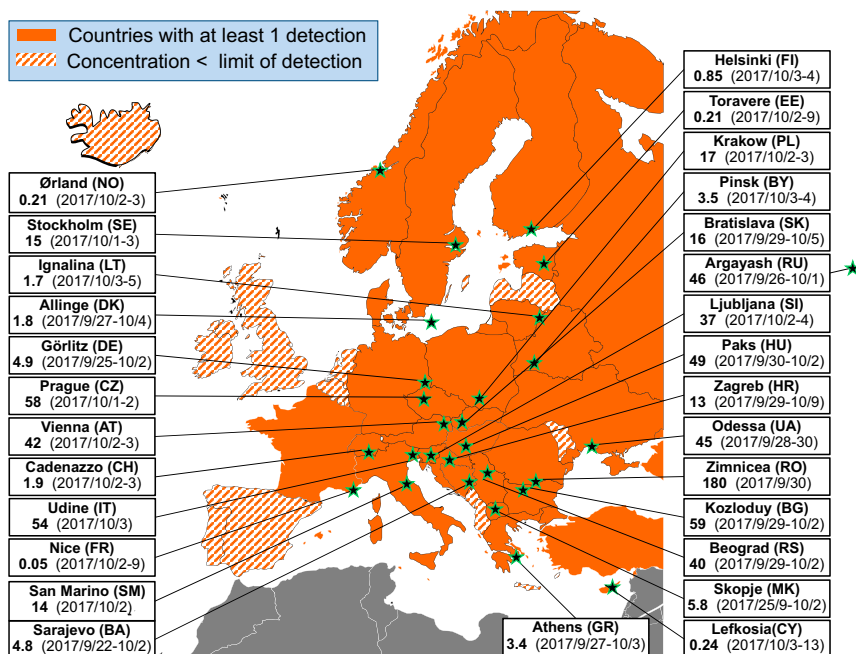 Countries with at least 1 detection
Concentration < limit of detection
Ørland (NO)
0.21 (2017/10/2-3)
Stockholm (SE)
15 (2017/10/1-3)
Ignalina (LT)
1.7 (2017/10/3-5)
Allinge (DK)
1.8 (2017/9/27-10/4)
Görlitz (DE)
4.9 (2017/9/25-10/2)
Prague (CZ)
58 (2017/10/1-2)
Vienna (AT)
42 (2017/10/2-3)
Cadenazzo (CH)
1.9 (2017/10/2-3)
Udine (IT)
54 (2017/10/3)
Nice (FR)
0.05 (2017/10/2-9)
San Marino (SM)
14 (2017/10/2)
Sarajevo (BA)
4.8 (2017/9/22-10/2)
Helsinki (FI)
0.85 (2017/10/3-4)
Toravere (EE)
0.21 (2017/10/2-9)
Krakow (PL)
17 (2017/10/2-3)
Pinsk (BY)
3.5 (2017/10/3-4)
Bratislava (SK)
16 (2017/9/29-10/5)
Argayash (RU)
46 (2017/9/26-10/1)
Ljubljana (SI)
37 (2017/10/2-4)
Paks (HU)
49 (2017/9/30-10/2)
Zagreb (HR)
13 (2017/9/29-10/9)
Odessa (UA)
45 (2017/9/28-30)
Zimnicea (RO)
180 (2017/9/30)
Kozloduy (BG)
59 (2017/9/29-10/2)
Beograd (RS)
40 (2017/9/29-10/2)
Skopje (MK)
5.8 (2017/25/9-10/2)
Lefkosia(CY)
0.24 (2017/10/3-13)
Athens (GR)
3.4 (2017/9/27-10/3)